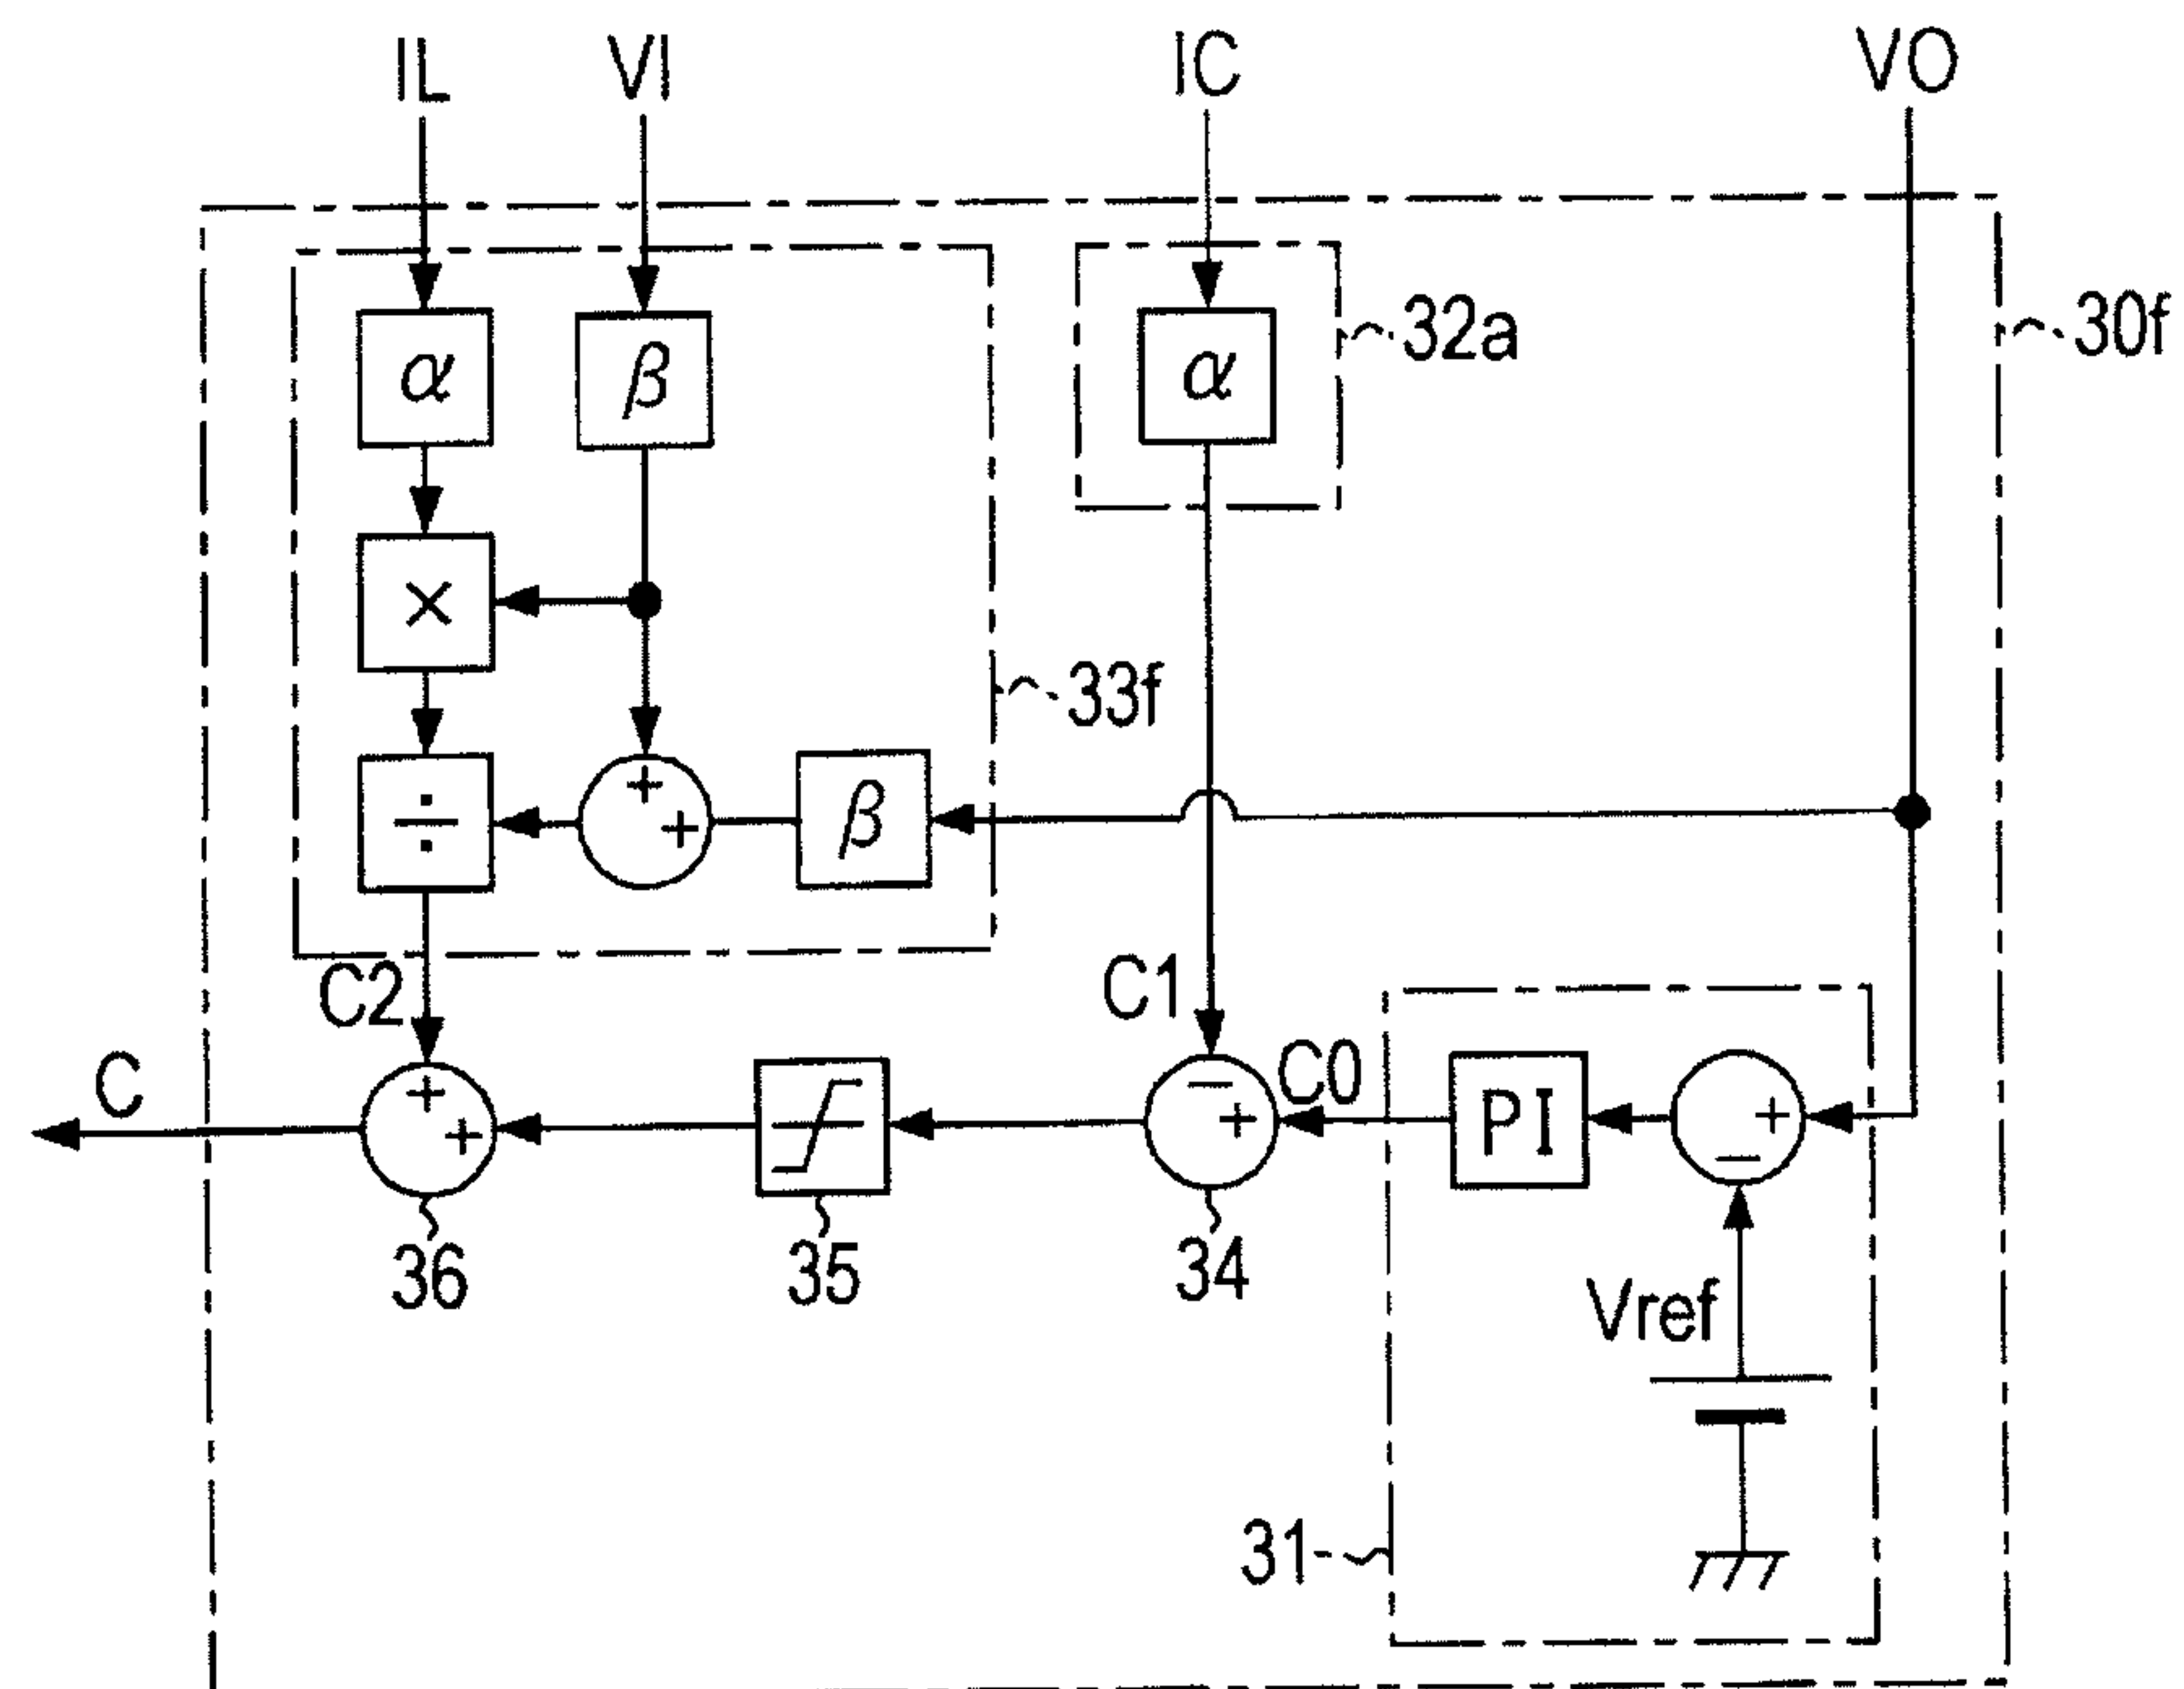 IL VI IC VO
α β α 32a 30f
×
33f
÷ + + β
C2 C1
C + + 35 − + C0 PI + −
36 34
Vref
31